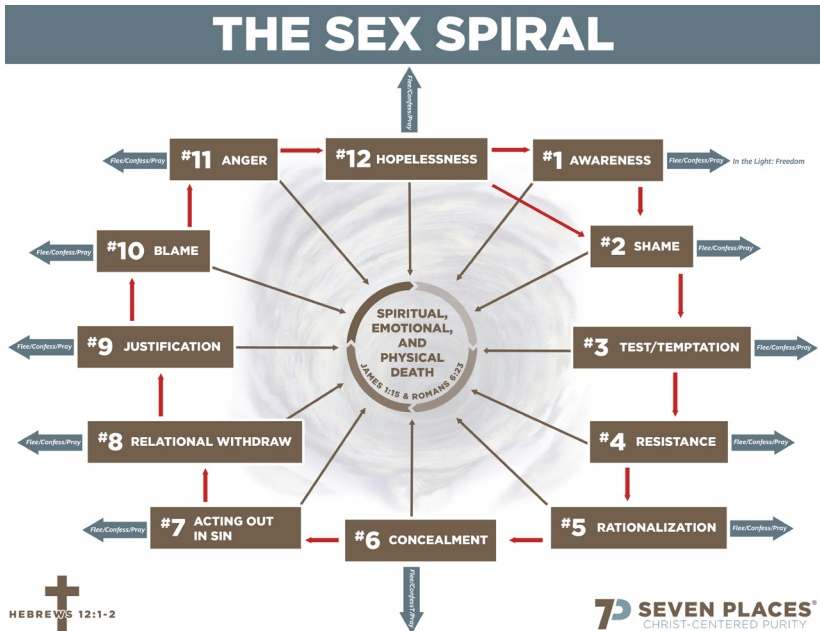 THE SEX SPIRAL
Flee/Confess/Pray
#11 ANGER
#12 HOPELESSNESS
#1 AWARENESS
Flee/Confess/Pray
Flee/Confess/Pray
In the Light: Freedom
#10 BLAME
#2 SHAME
Flee/Confess/Pray
Flee/Confess/Pray
SPIRITUAL,
EMOTIONAL,
AND
PHYSICAL
DEATH
JAMES 1:15 & ROMANS 6:23
#9 JUSTIFICATION
#3 TEST/TEMPTATION
Flee/Confess/Pray
Flee/Confess/Pray
#8 RELATIONAL WITHDRAW
#4 RESISTANCE
Flee/Confess/Pray
Flee/Confess/Pray
#7 ACTING OUT
IN SIN
#6 CONCEALMENT
#5 RATIONALIZATION
Flee/Confess/Pray
Flee/Confess/Pray
Flee/ConfessT/Pray
HEBREWS 12:1-2
7P SEVEN PLACES®
CHRIST-CENTERED PURITY